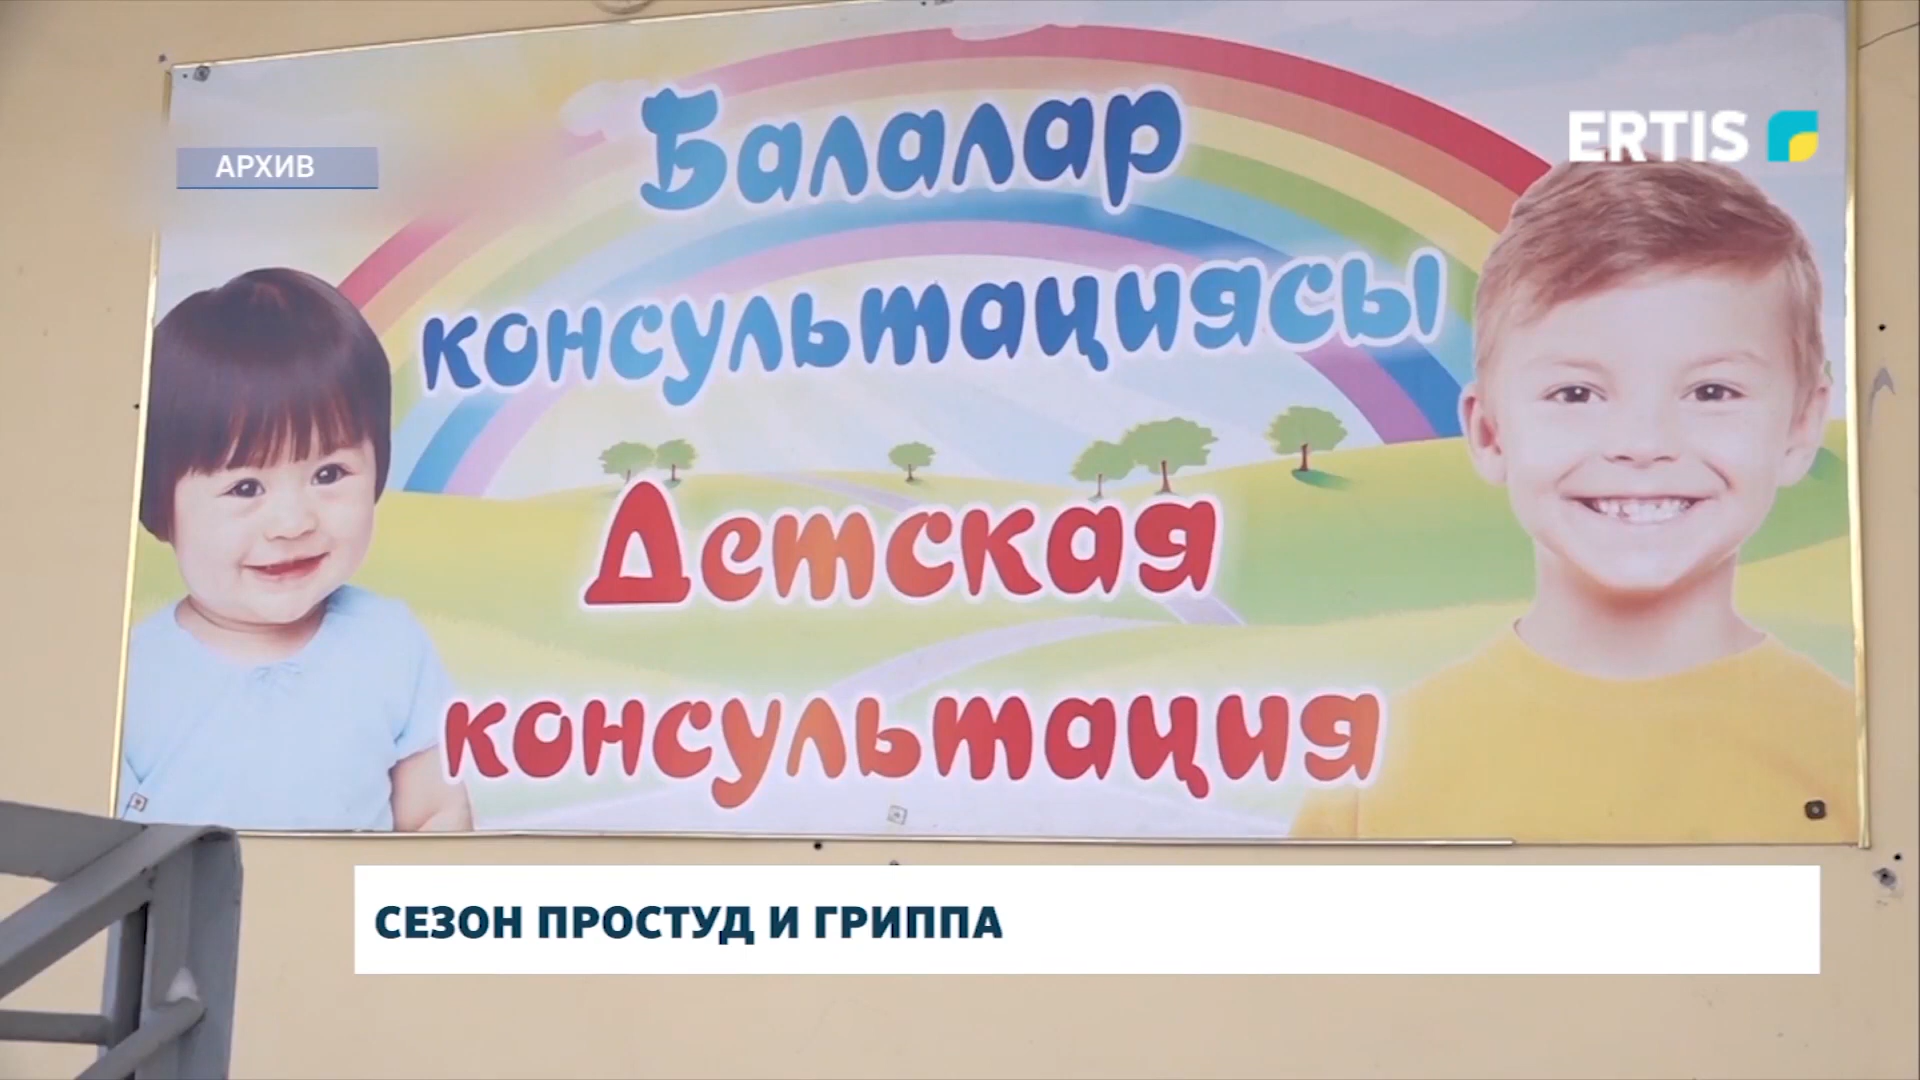 Балалар
ERTIS
АРХИВ
консультациясы
Детская
консультация
СЕЗОН ПРОСТУД И ГРИППА